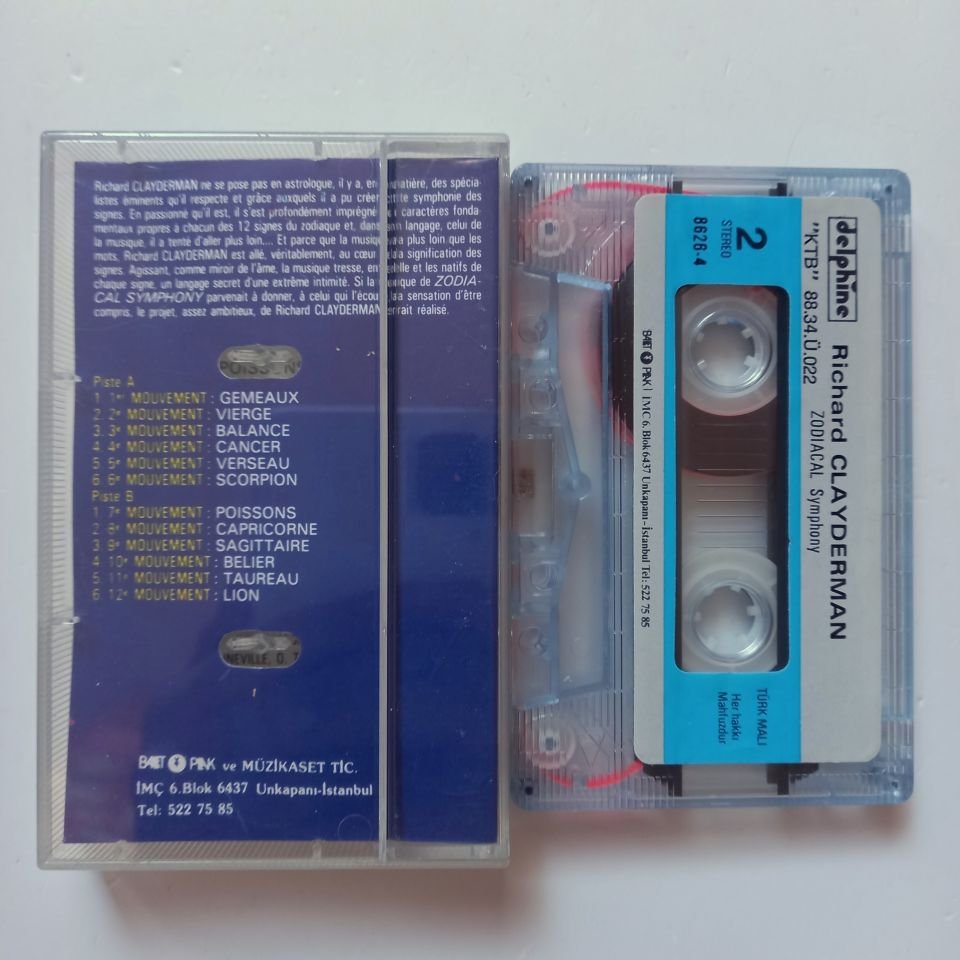 Richard CLAYDERMAN ne se pose pas en astrologue, il y a, en matière, des spécia-
listes éminents qu'il respecte et grâce auxquels il a pu créer cette symphonie des
signes. En passionné qu'il est, il s'est profondément imprégné caractères fonda-
mentaux propres à chacun des 12 signes du zodiaque et, dans son langage, celui de
la musique, il a tenté d'aller plus loin.... Et parce que la musique va plus loin que les
mots, Richard CLAYDERMAN est allé, véritablement, au cœur de la signification des
signes. Agissant, comme miroir de l'âme, la musique tresse, entre elle et les natifs de
chaque signe, un langage secret d'une extrême intimité. Si la musique de ZODIA-
CAL SYMPHONY parvenait à donner, à celui qui l'écoute, la sensation d'être
compris, le projet, assez ambitieux, de Richard CLAYDERMAN serait réalisé.
POISSON
Piste A
1. 1er MOUVEMENT : GEMEAUX
2. 2e MOUVEMENT : VIERGE
3. 3e MOUVEMENT : BALANCE
4. 4e MOUVEMENT : CANCER
5. 5e MOUVEMENT : VERSEAU
6. 6e MOUVEMENT : SCORPION
Piste B
1. 7e MOUVEMENT : POISSONS
2. 8e MOUVEMENT : CAPRICORNE
3. 9e MOUVEMENT : SAGITTAIRE
4. 10e MOUVEMENT : BELIER
5. 11e MOUVEMENT : TAUREAU
6. 12e MOUVEMENT : LION
NEVILLE, O. T
BALET PINK ve MÜZİKASET TİC.
İMÇ 6.Blok 6437 Unkapanı-İstanbul
Tel: 522 75 85
delphine
Richard CLAYDERMAN
"KTB" 88.34.Ü.022
ZODIACAL Symphony
2
STEREO
8628-4
TÜRK MALI
Her hakkı
Mahfuzdur
BALET PINK İMÇ 6. Blok 6437 Unkapanı-İstanbul Tel: 522 75 85